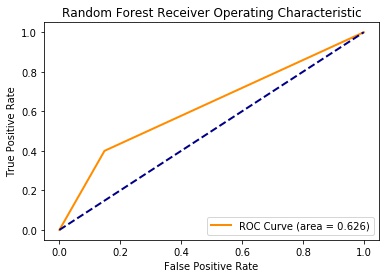 Random Forest Receiver Operating Characteristic
1.0
0.8
0.6
0.4
0.2
0.0
True Positive Rate
ROC Curve (area = 0.626)
0.0 0.2 0.4 0.6 0.8 1.0
False Positive Rate